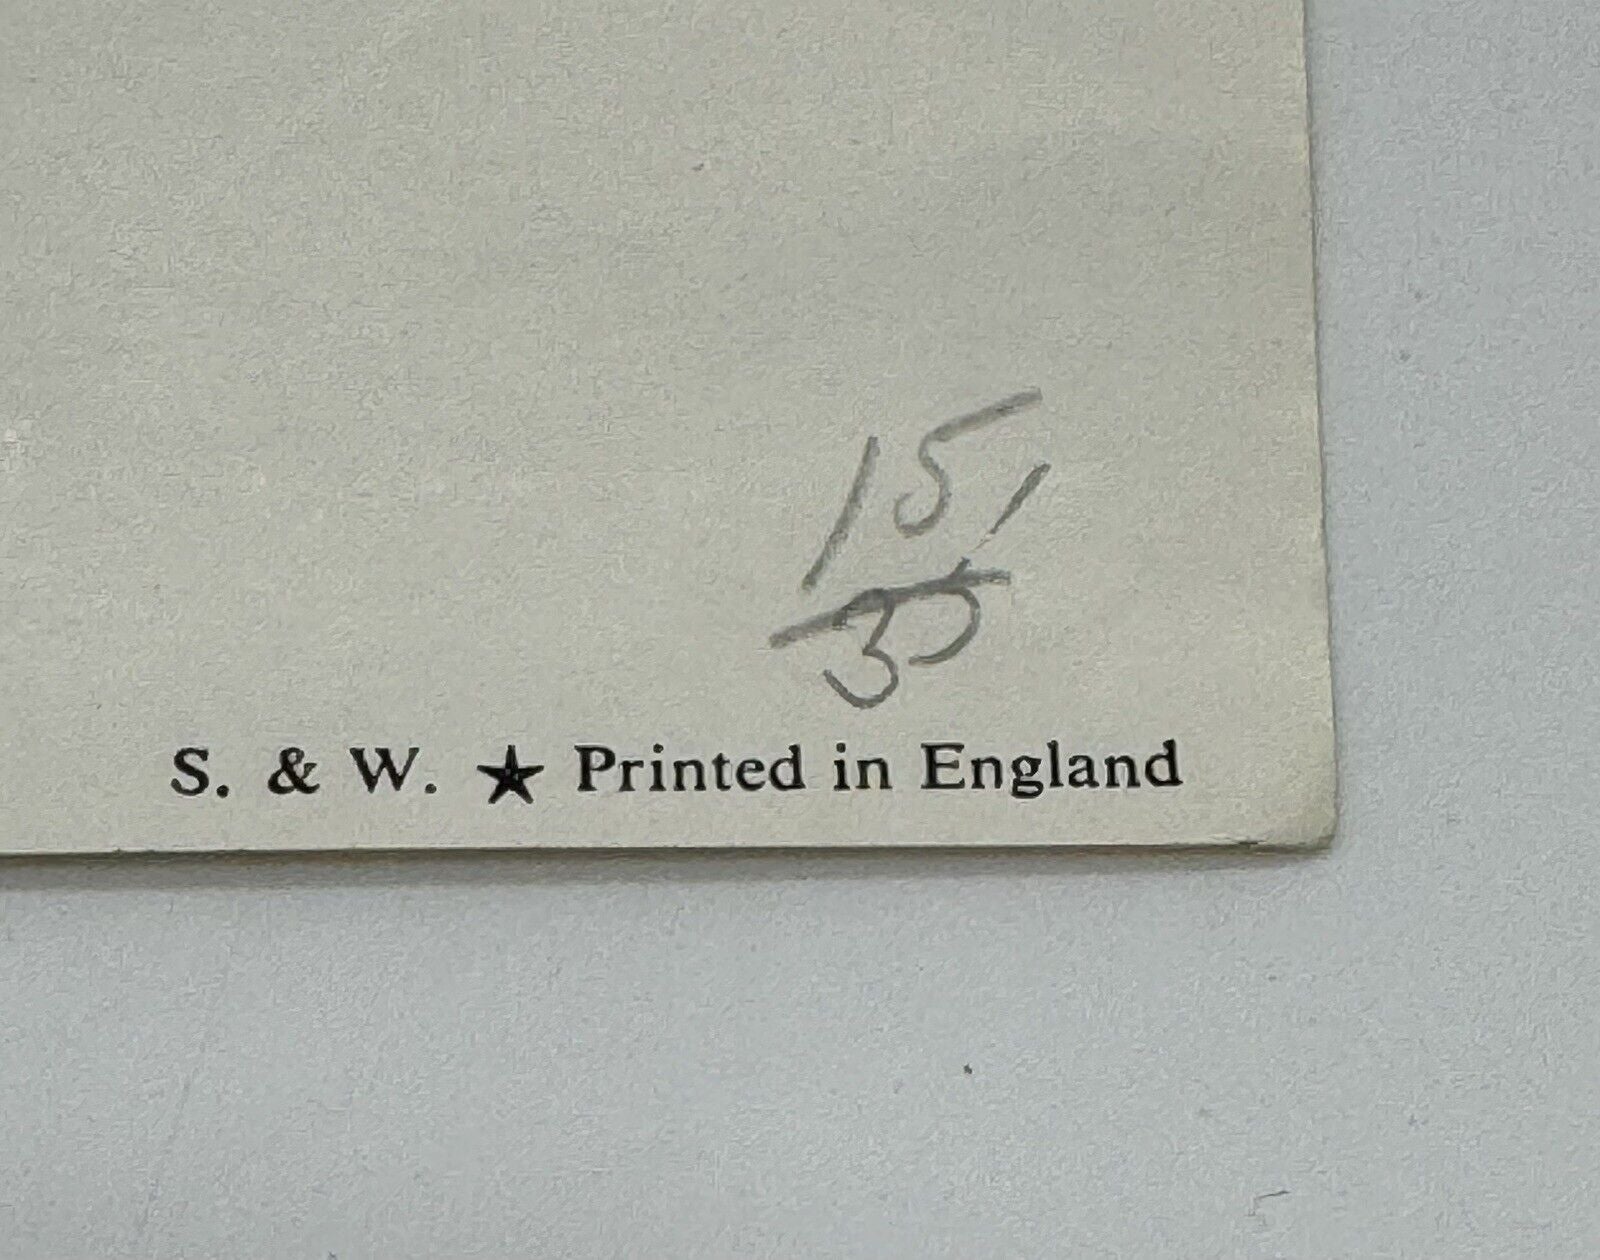 15
35
S. & W. ★ Printed in England